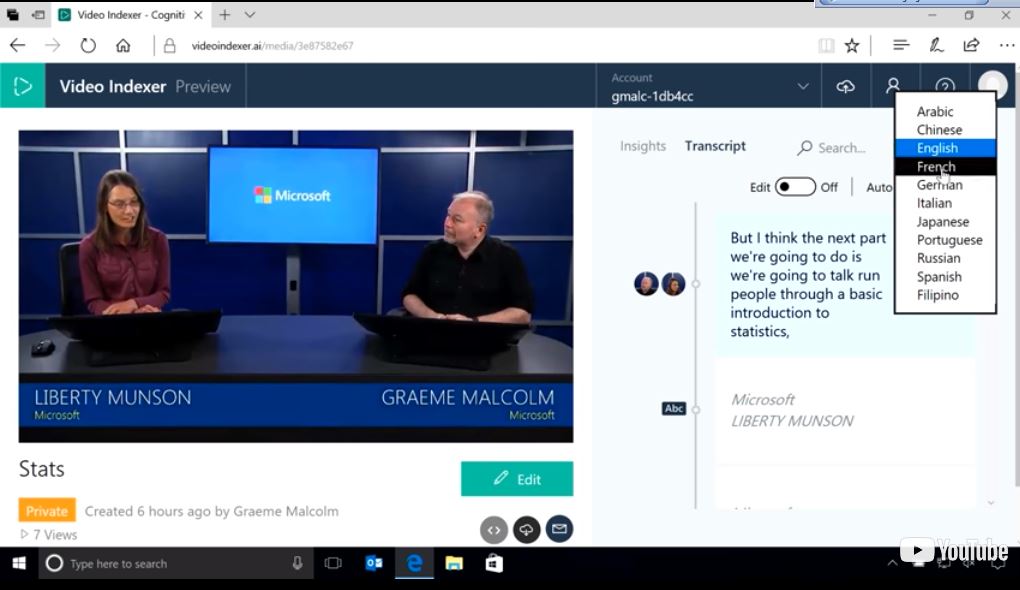 Video Indexer - Cogniti
videoindexer.ai/media/3e87582e67
Video Indexer Preview
Account
gmalc-1db4cc
Insights
Transcript
Search...
Edit
Off
Auto
Arabic
Chinese
English
French
German
Italian
Japanese
Portuguese
Russian
Spanish
Filipino
Microsoft
LIBERTY MUNSON
Microsoft
GRAEME MALCOLM
Microsoft
But I think the next part
we're going to do is
we're going to talk run
people through a basic
introduction to
statistics,
Abc
Microsoft
LIBERTY MUNSON
Stats
Edit
Private
Created 6 hours ago by Graeme Malcolm
7 Views
Type here to search
YouTube